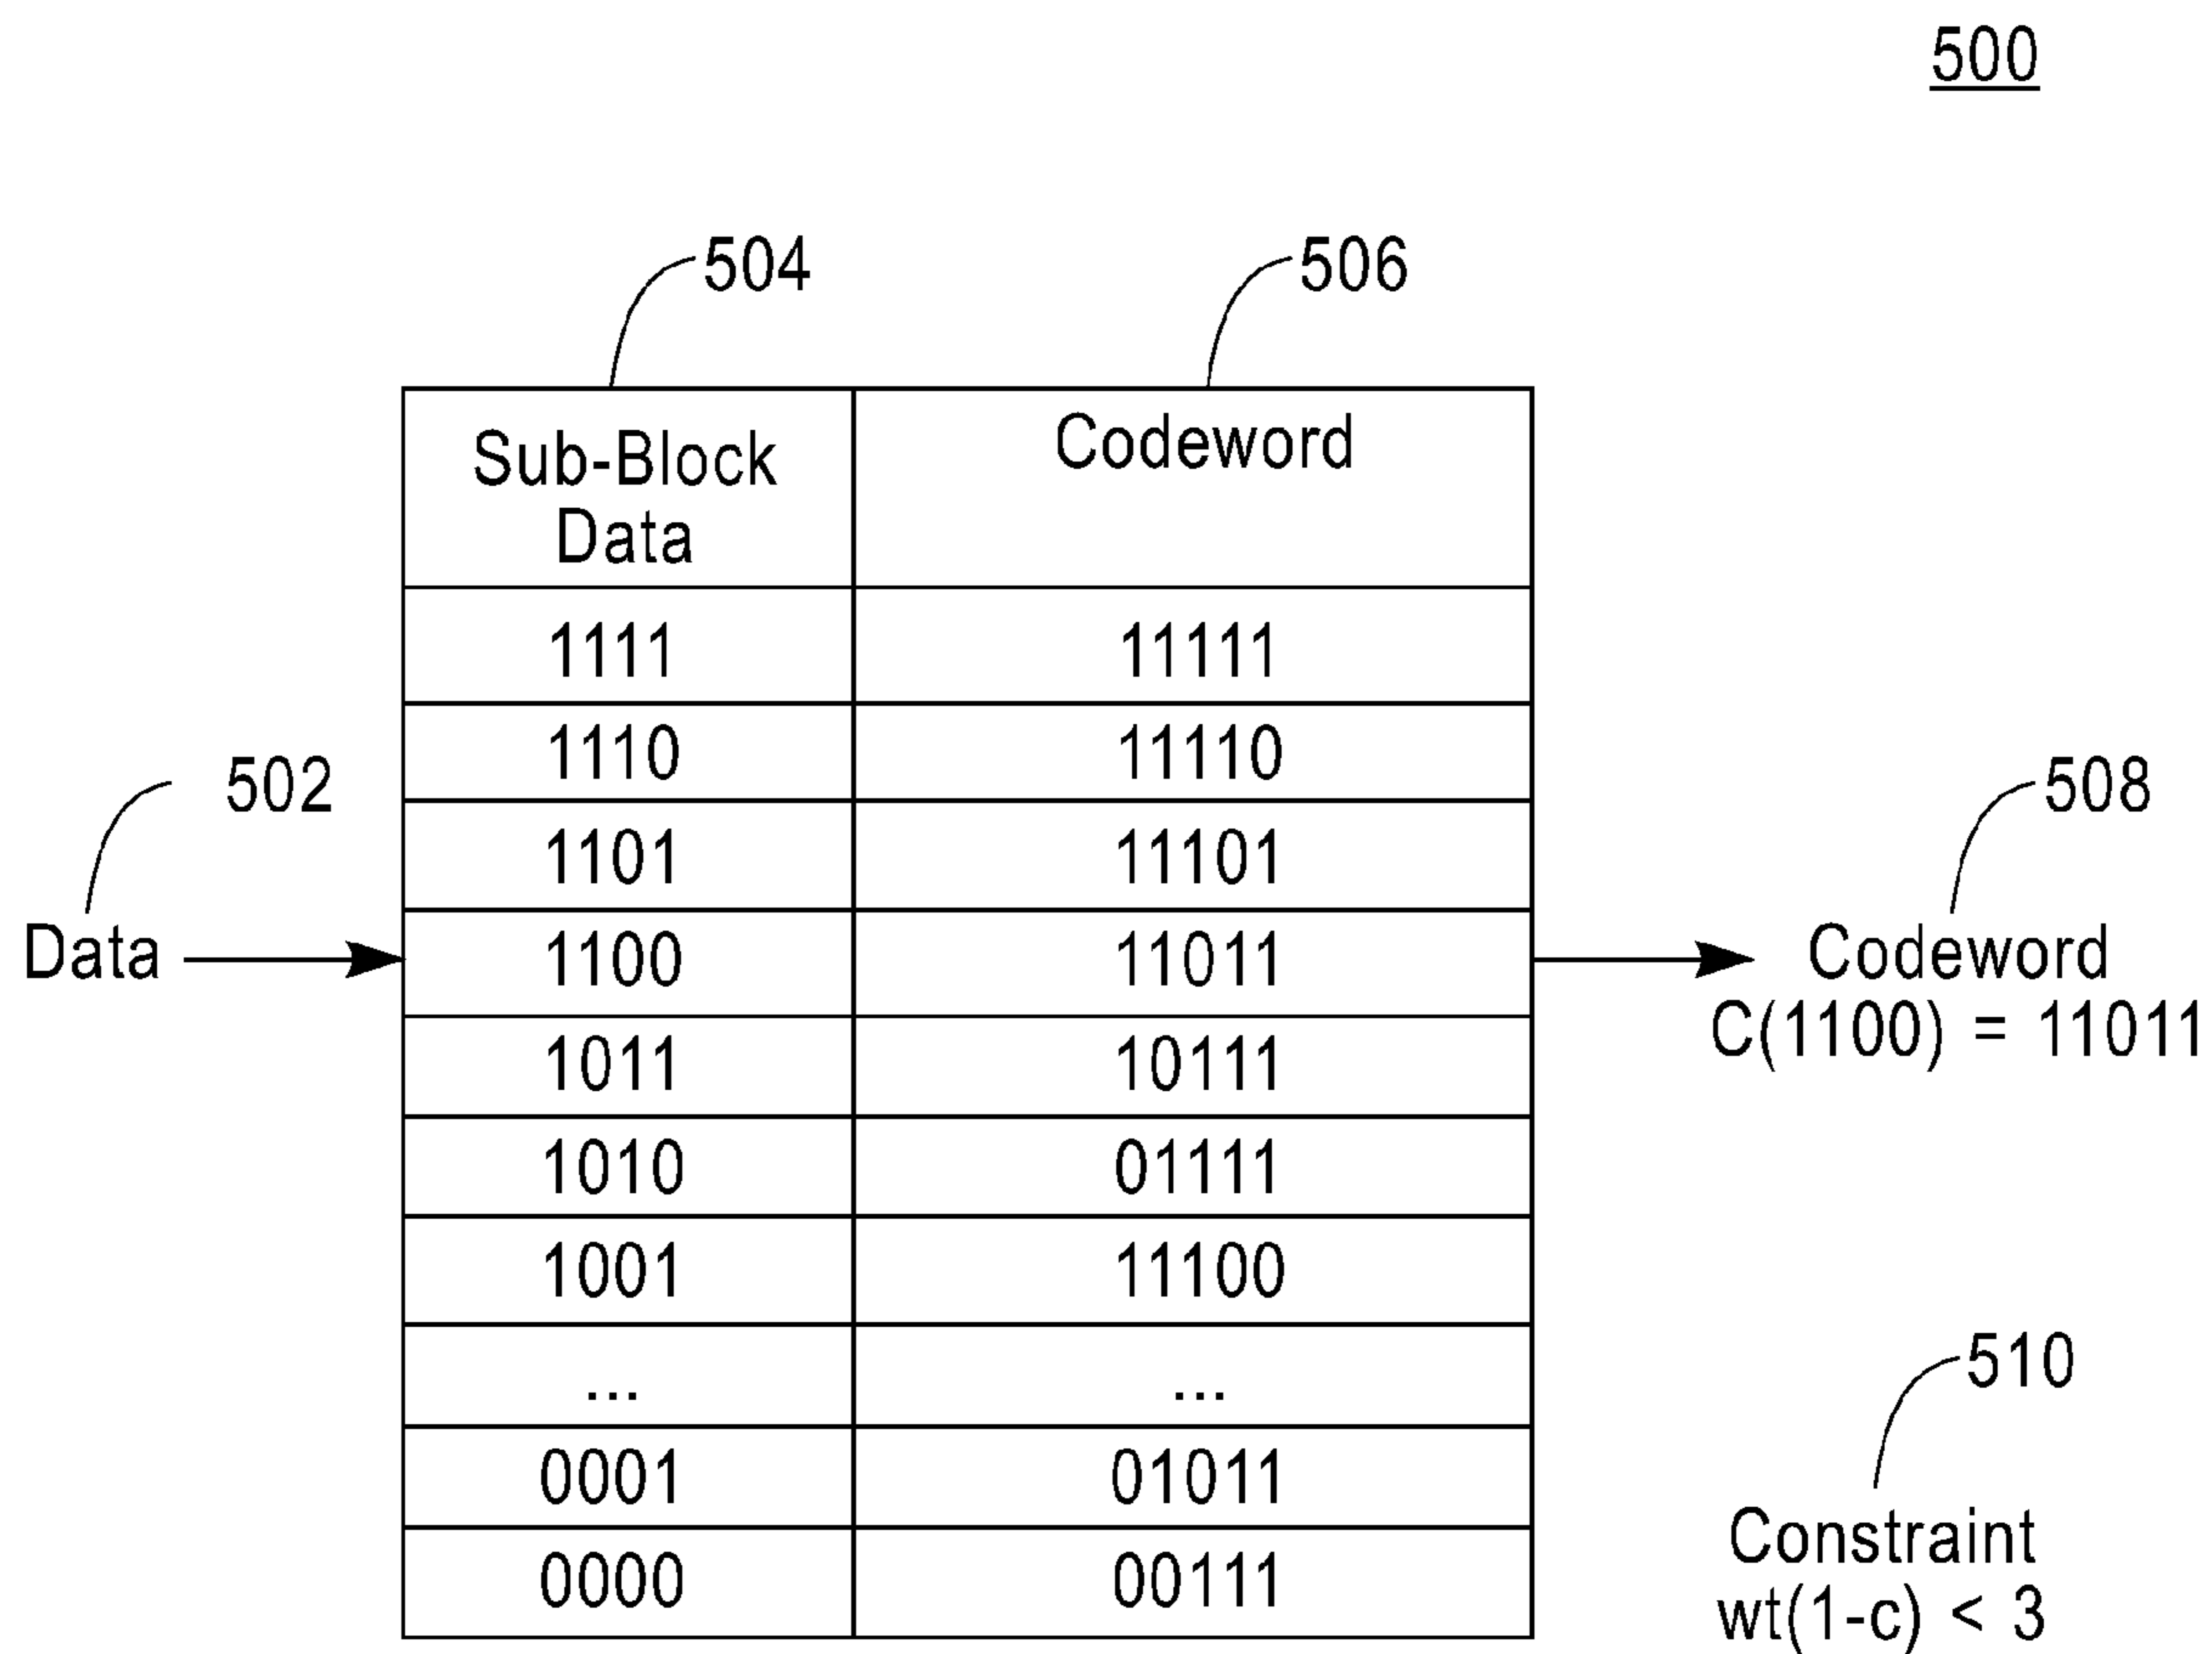 500
504
506
Sub-Block
Data
Codeword
1111 11111
1110 11110
1101 11101
1100 11011
1011 10111
1010 01111
1001 11100
... ...
0001 01011
0000 00111
502
Data
508
Codeword
C(1100) = 11011
510
Constraint
wt(1-c) < 3